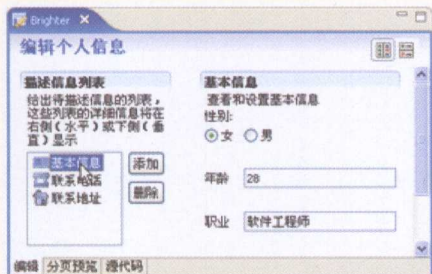 Brighter
编辑个人信息
描述信息列表
给出待描述信息的列表，
这些列表的详细信息将在
右侧（水平）或下侧（垂
直）显示
基本信息
联系电话
联系地址
添加
删除
基本信息
查看和设置基本信息
性别:
女 男
年龄 28
职业 软件工程师
编辑 分页预览 源代码